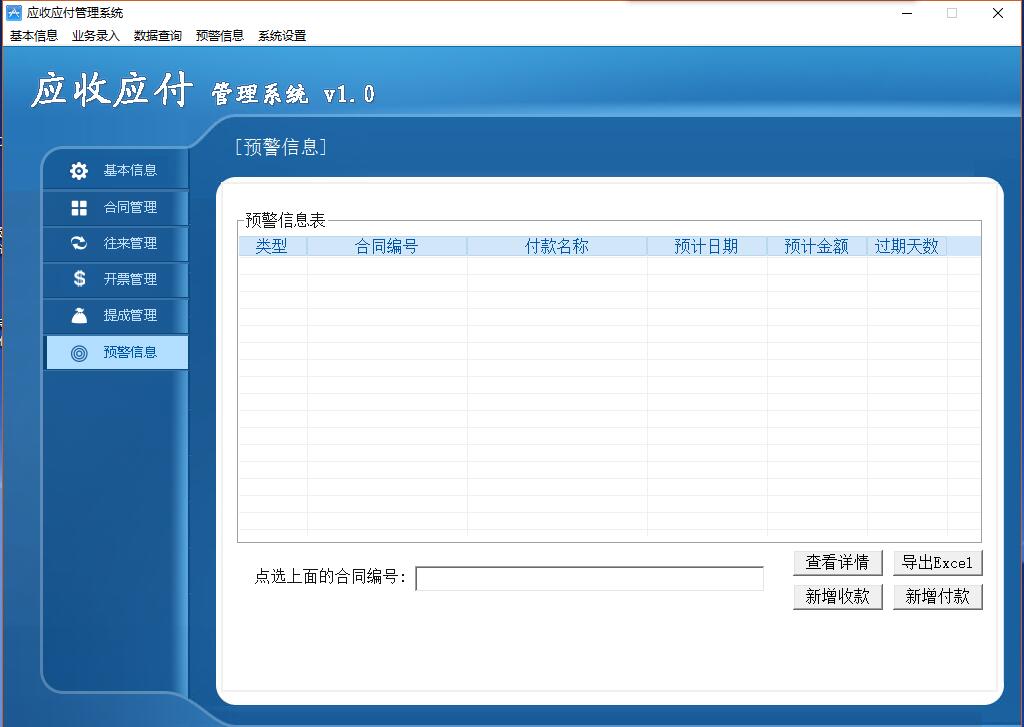 应收应付管理系统
基本信息 业务录入 数据查询 预警信息 系统设置
应收应付 管理系统 v1.0
[预警信息]
基本信息
合同管理
往来管理
开票管理
提成管理
预警信息
预警信息表
类型 合同编号 付款名称 预计日期 预计金额 过期天数
点选上面的合同编号:
查看详情 导出Excel
新增收款 新增付款